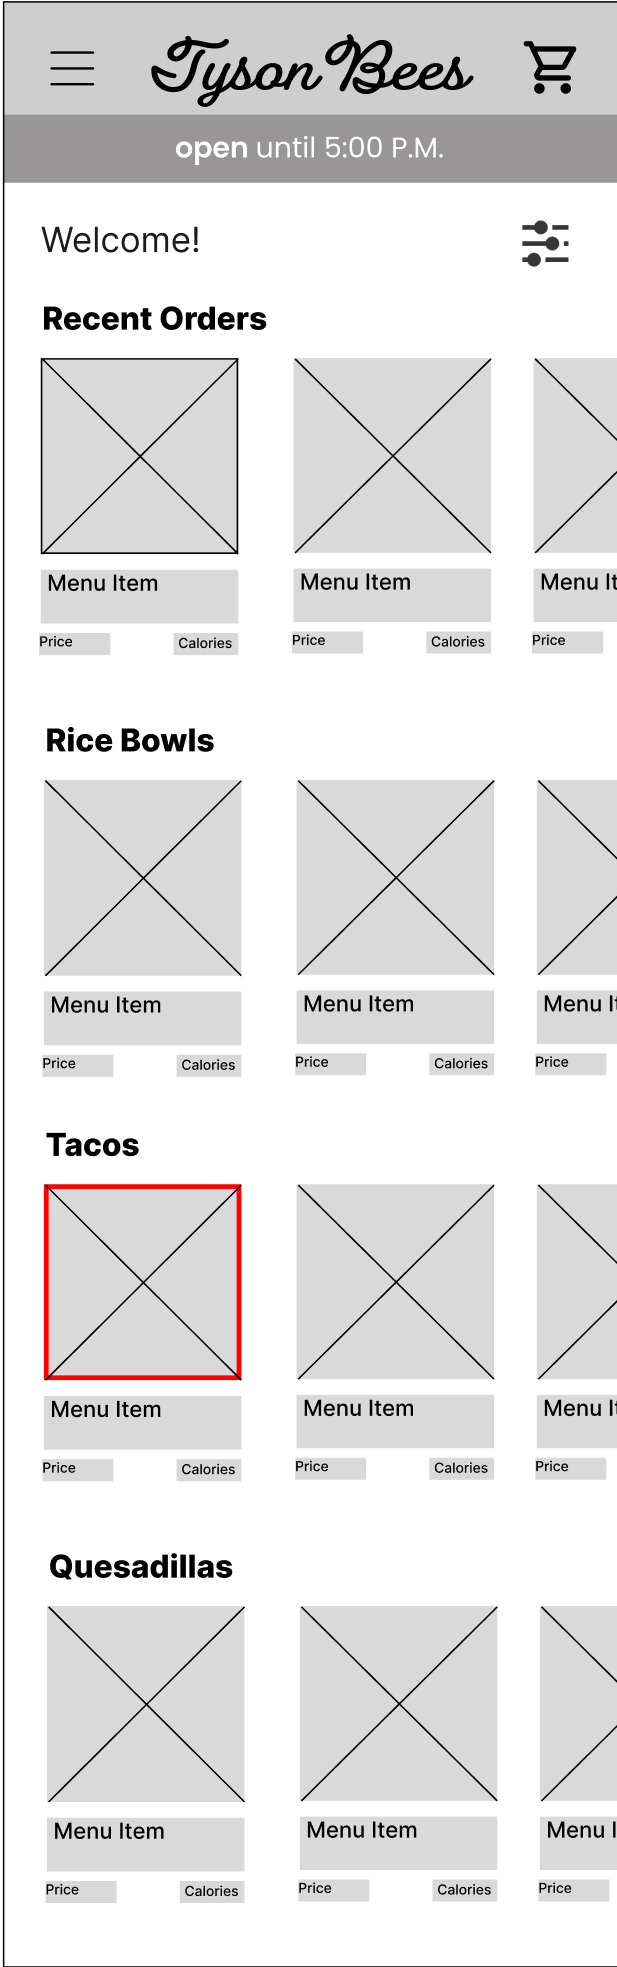 Tyson Bees
open until 5:00 P.M.
Welcome!
Recent Orders
Menu Item Menu Item Menu It
Price Calories Price Calories Price
Rice Bowls
Menu Item Menu Item Menu It
Price Calories Price Calories Price
Tacos
Menu Item Menu Item Menu It
Price Calories Price Calories Price
Quesadillas
Menu Item Menu Item Menu I
Price Calories Price Calories Price